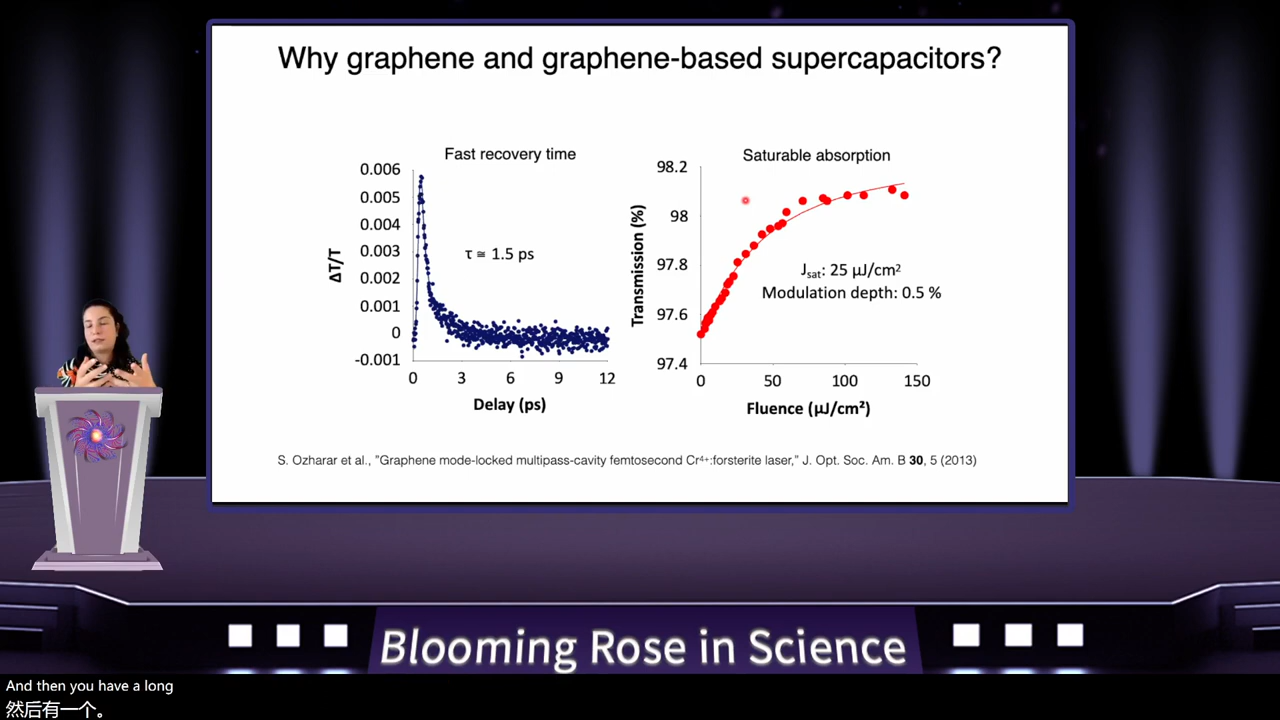 Why graphene and graphene-based supercapacitors?
Fast recovery time
0.006
0.005
0.004
0.003
0.002
0.001
0
-0.001
ΔT/T
τ ≅ 1.5 ps
0 3 6 9 12
Delay (ps)
Saturable absorption
98.2
98
97.8
97.6
97.4
Transmission (%)
Jsat: 25 μJ/cm²
Modulation depth: 0.5 %
0 50 100 150
Fluence (μJ/cm²)
S. Ozharar et al., "Graphene mode-locked multipass-cavity femtosecond Cr⁴⁺:forsterite laser," J. Opt. Soc. Am. B 30, 5 (2013)
Blooming Rose in Science
And then you have a long
然后有一个。